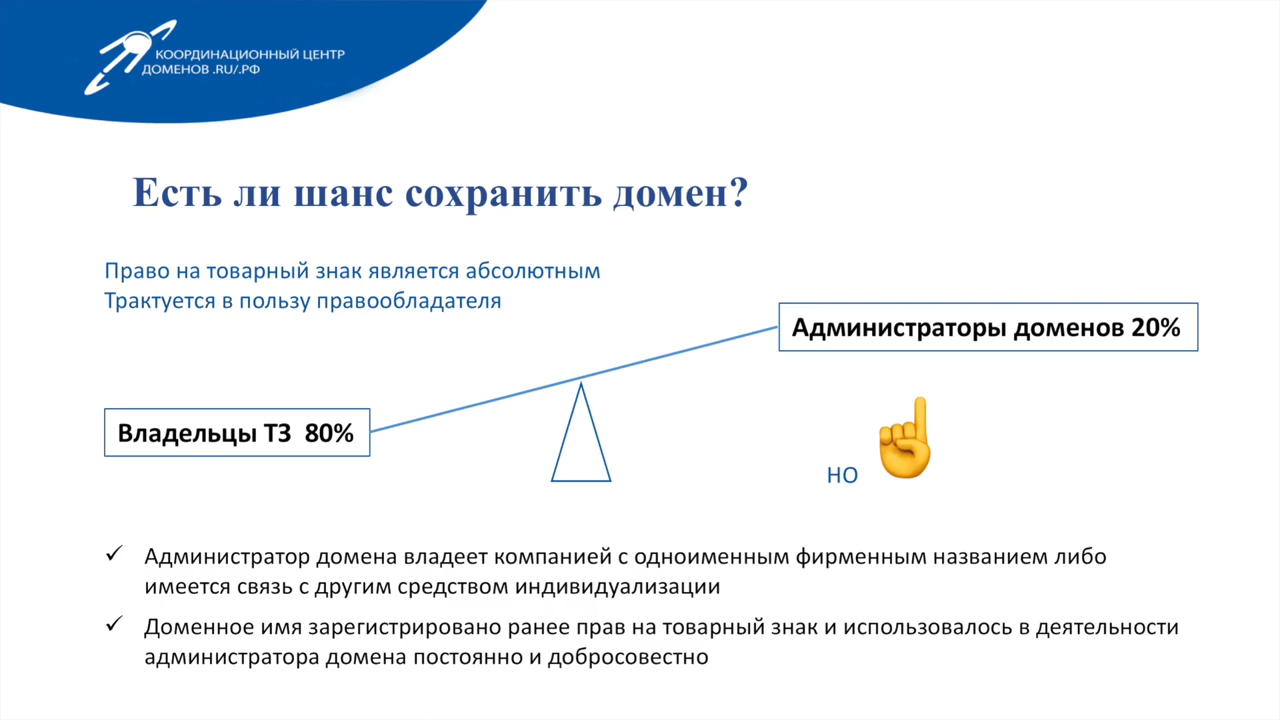 КООРДИНАЦИОННЫЙ ЦЕНТР
ДОМЕНОВ .RU/.РФ
Есть ли шанс сохранить домен?
Право на товарный знак является абсолютным
Трактуется в пользу правообладателя
Администраторы доменов 20%
Владельцы ТЗ 80%
НО
Администратор домена владеет компанией с одноименным фирменным названием либо
имеется связь с другим средством индивидуализации
Доменное имя зарегистрировано ранее прав на товарный знак и использовалось в деятельности
администратора домена постоянно и добросовестно